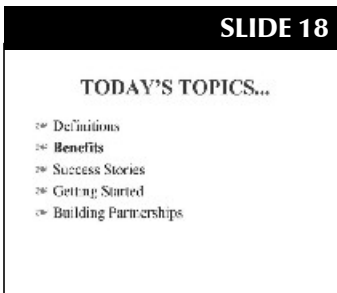 SLIDE 18
TODAY'S TOPICS...
Definitions
Benefits
Success Stories
Getting Started
Building Partnerships